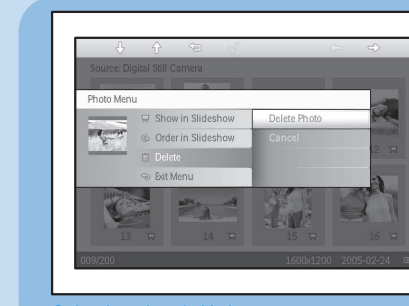 Source: Digital Still Camera
Photo Menu
Show in Slideshow
Delete Photo
Order in Slideshow
Cancel
Delete
Exit Menu
12
13
14
15
16
009/200
1600x1200
2005-02-24